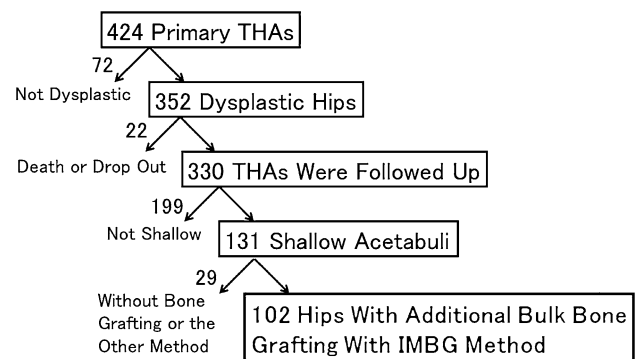 424 Primary THAs
72
Not Dysplastic
352 Dysplastic Hips
22
Death or Drop Out
330 THAs Were Followed Up
199
Not Shallow
131 Shallow Acetabuli
29
Without Bone
Grafting or the
Other Method
102 Hips With Additional Bulk Bone
Grafting With IMBG Method